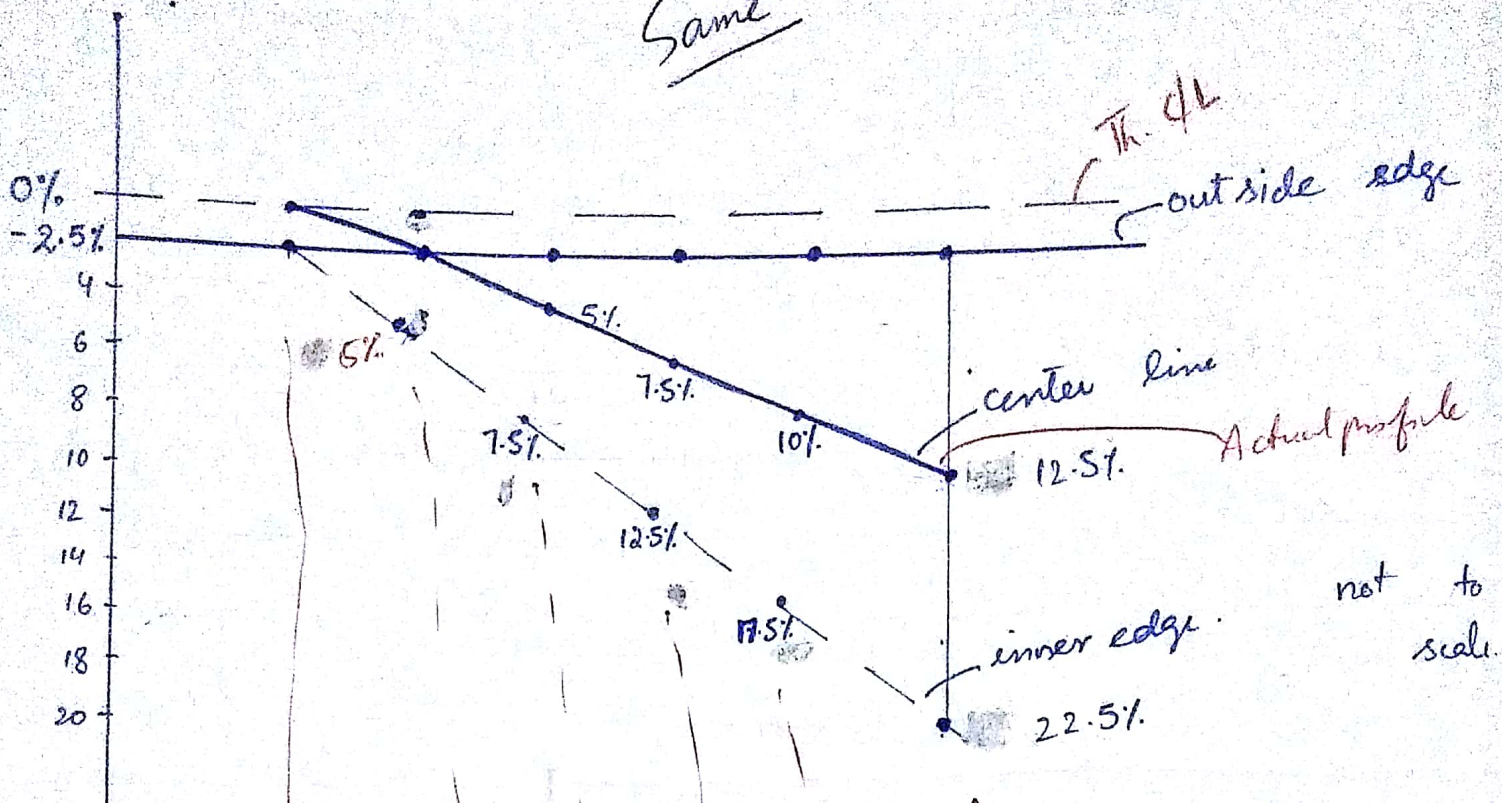 Same
Th. C/L
0%
outside edge
-2.5%
4
5%
6
5%
center line
8
7.5%
Actual profile
7.5%
10%
10
12.5%
12
12.5%
14
not to
16
17.5%
inner edge.
scale.
18
20
22.5%